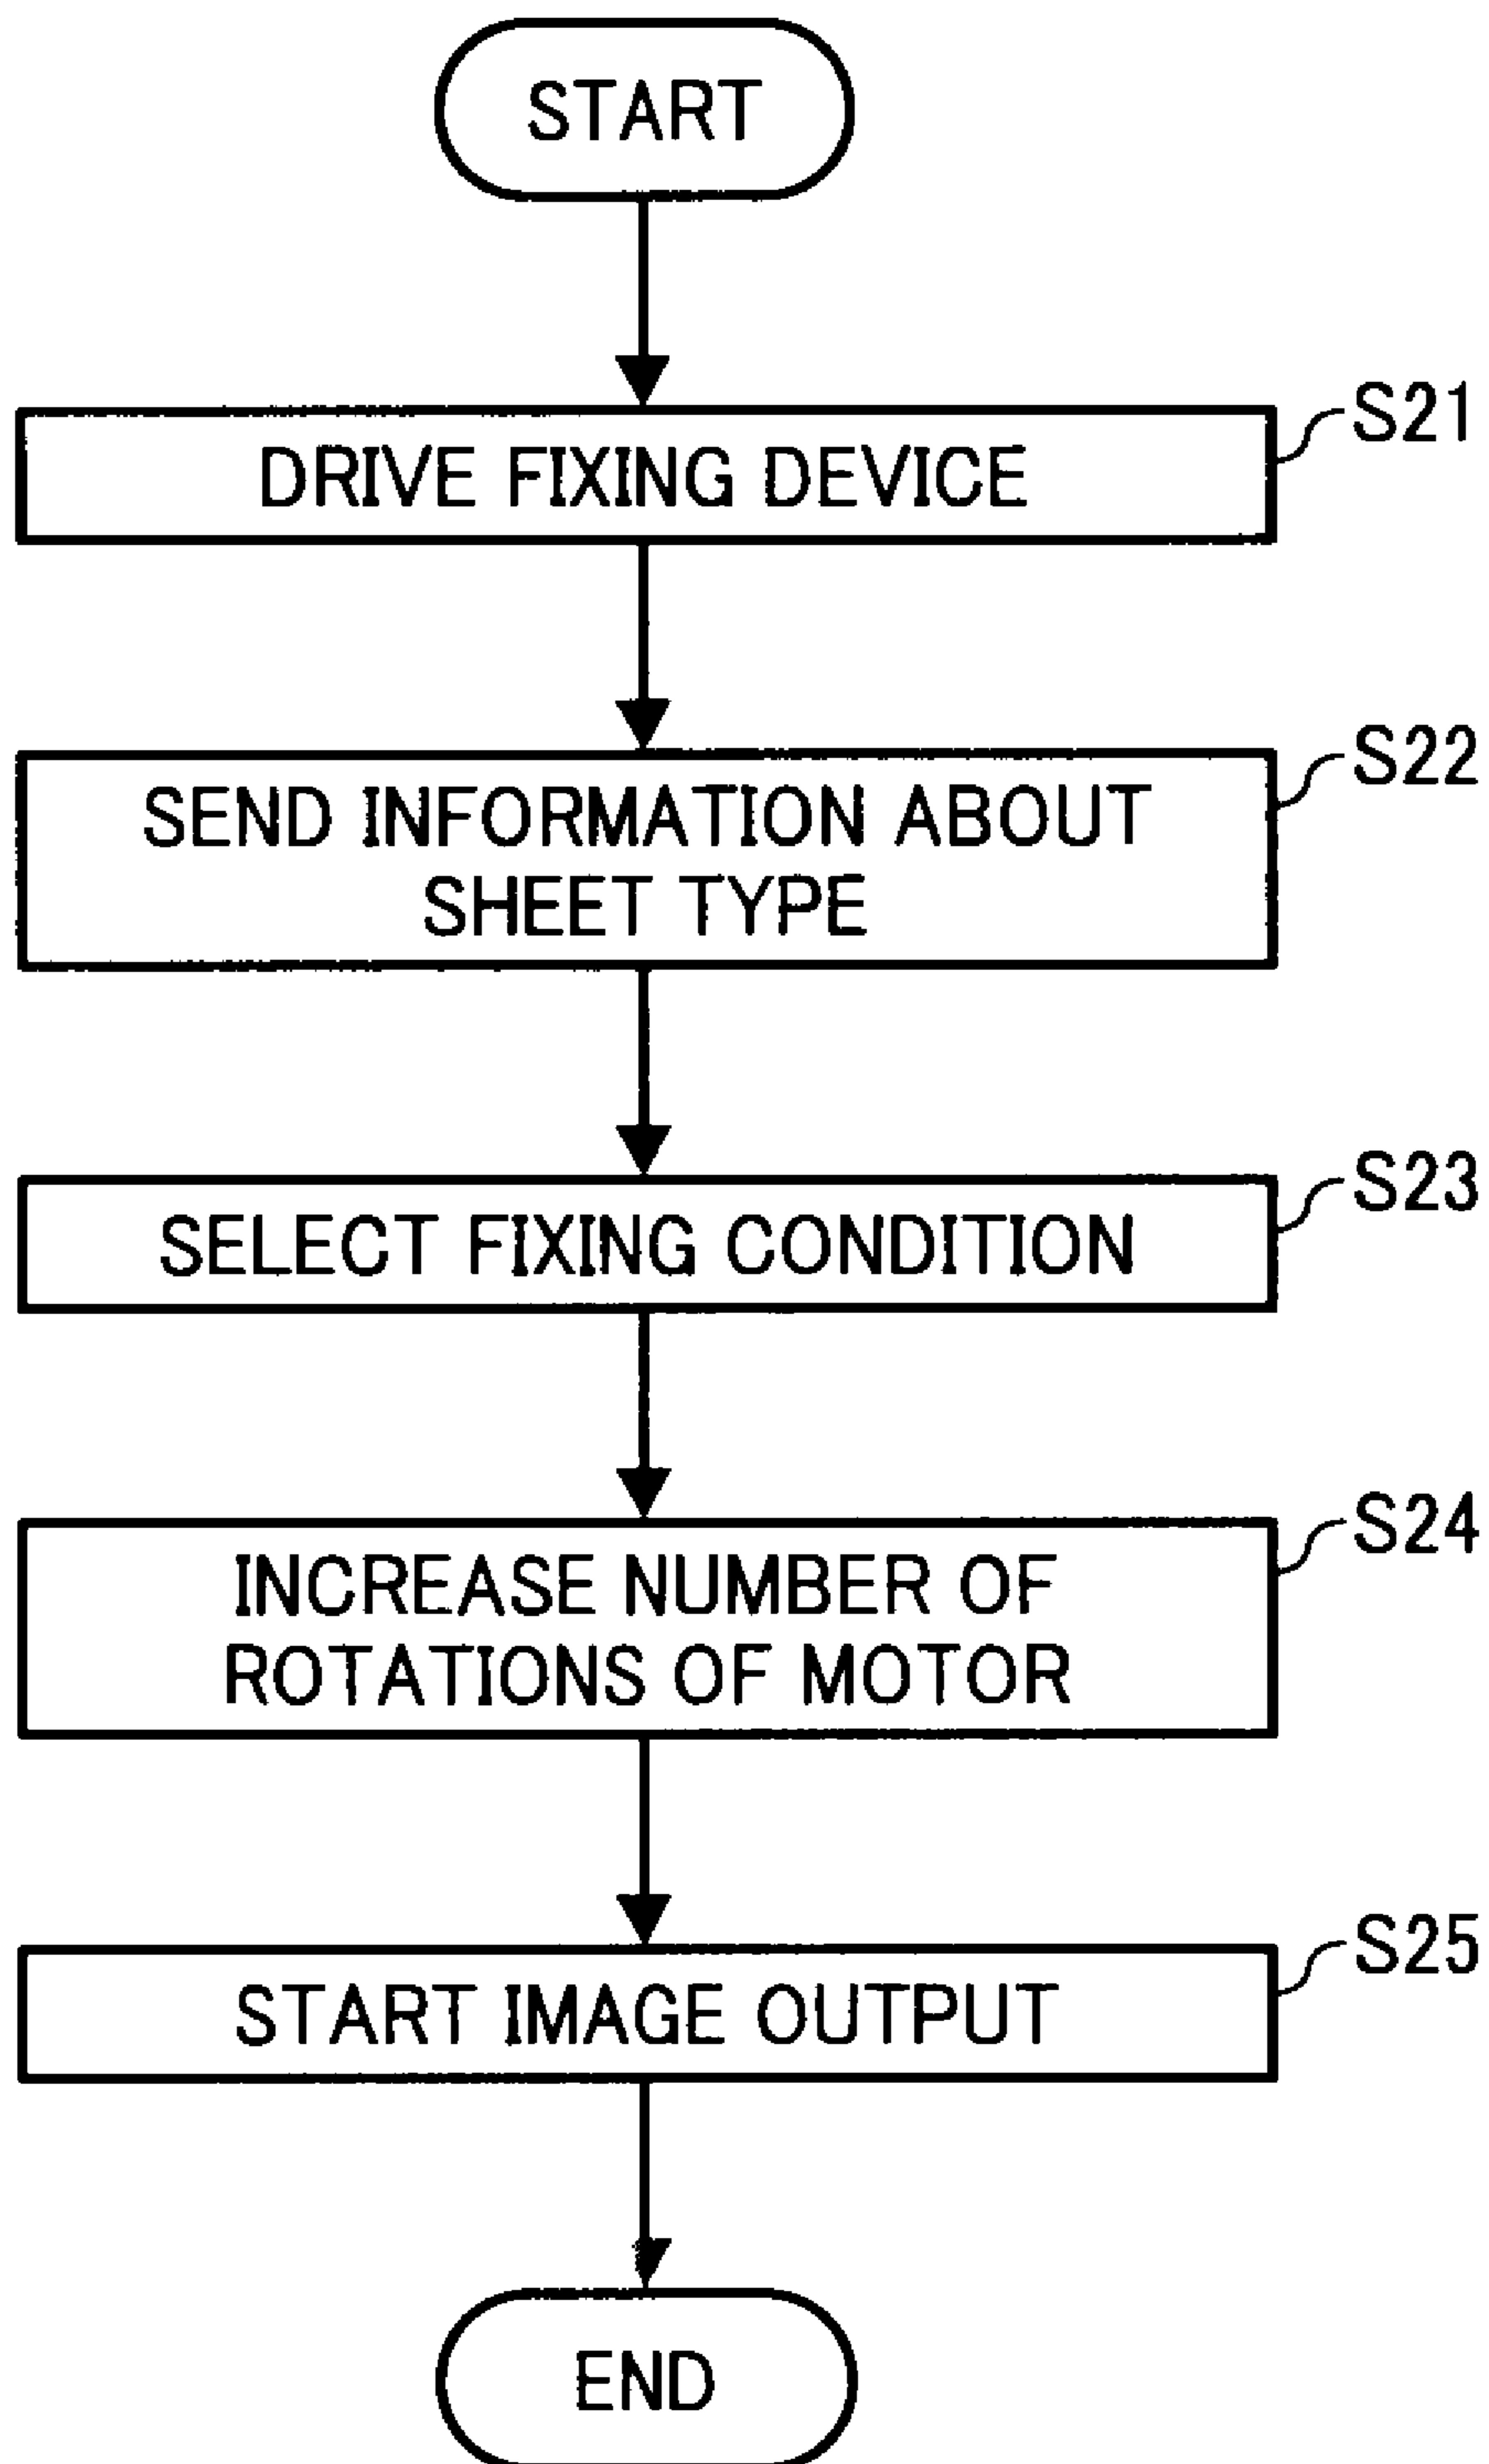 START
S21
DRIVE FIXING DEVICE
S22
SEND INFORMATION ABOUT
SHEET TYPE
S23
SELECT FIXING CONDITION
S24
INCREASE NUMBER OF
ROTATIONS OF MOTOR
S25
START IMAGE OUTPUT
END